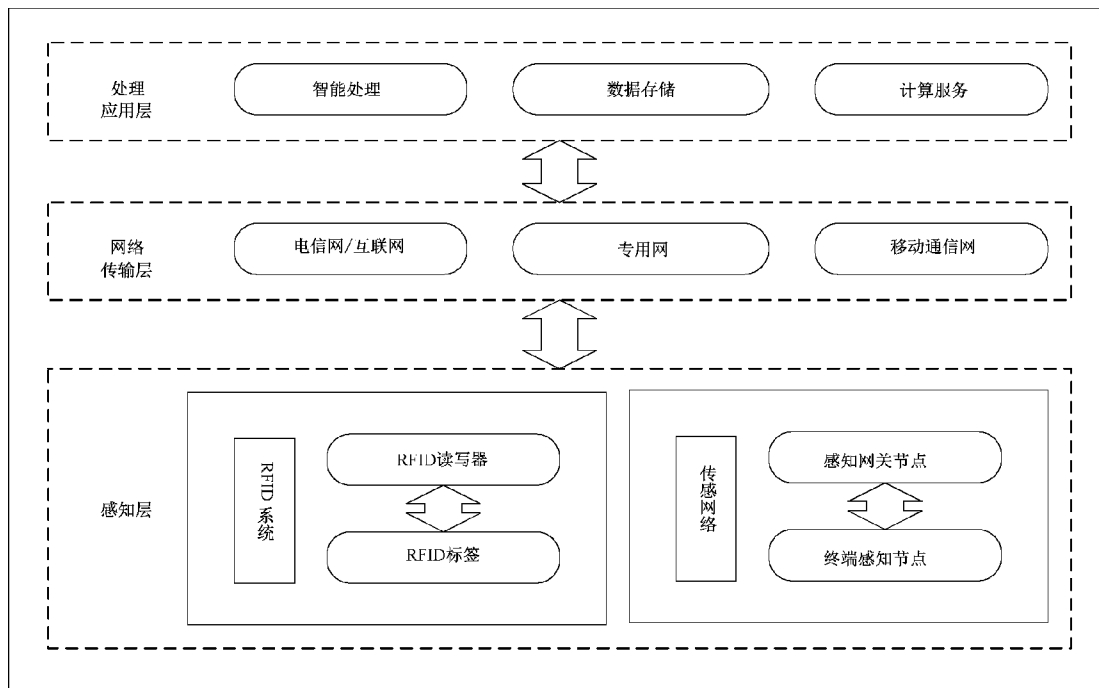 处理
应用层
智能处理
数据存储
计算服务
网络
传输层
电信网/互联网
专用网
移动通信网
感知层
RFID 系统
RFID读写器
RFID标签
传感网络
感知网关节点
终端感知节点